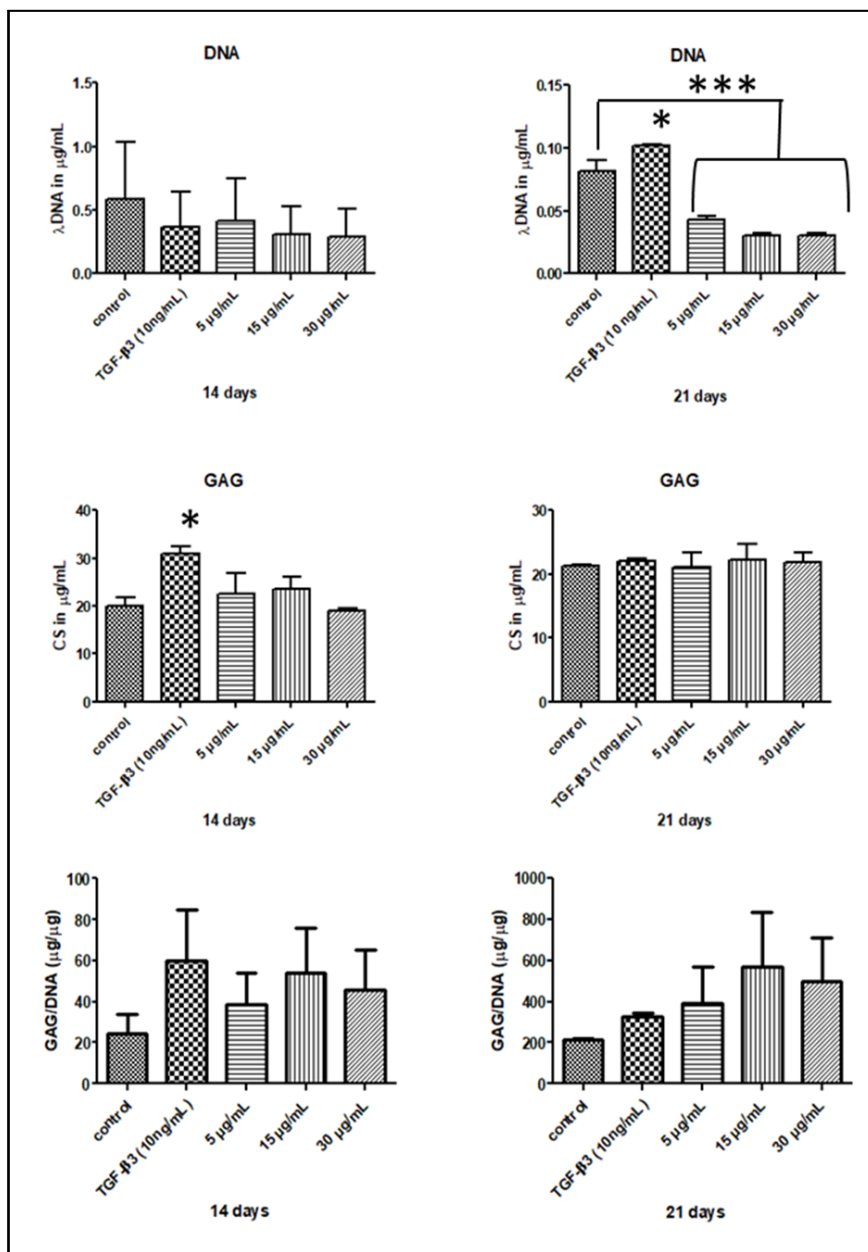 DNA
λDNA in µg/mL
1.5
1.0
0.5
0.0
control
TGF-β3 (10ng/mL)
5 µg/mL
15 µg/mL
30 µg/mL
14 days
DNA
***
*
λDNA in µg/mL
0.15
0.10
0.05
0.00
control
TGF-β3 (10 ng/mL)
5 µg/mL
15 µg/mL
30 µg/mL
21 days
GAG
*
CS in µg/mL
40
30
20
10
0
control
TGF-β3 (10ng/mL)
5 µg/mL
15 µg/mL
30 µg/mL
14 days
GAG
CS in µg/mL
30
20
10
0
control
TGF-β3 (10ng/mL)
5 µg/mL
15 µg/mL
30 µg/mL
21 days
GAG/DNA (µg/µg)
100
80
60
40
20
0
control
TGF-β3 (10ng/mL)
5 µg/mL
15 µg/mL
30 µg/mL
14 days
GAG/DNA (µg/µg)
1000
800
600
400
200
0
control
TGF-β3 (10ng/mL)
5 µg/mL
15 µg/mL
30 µg/mL
21 days